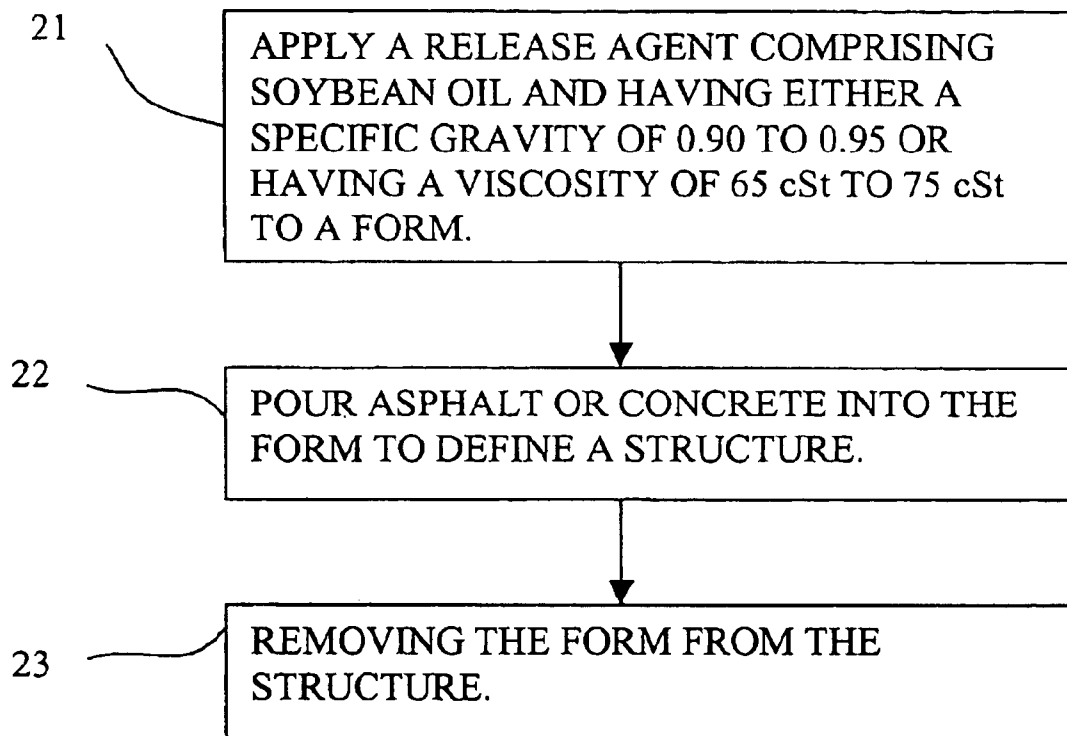 21
APPLY A RELEASE AGENT COMPRISING
SOYBEAN OIL AND HAVING EITHER A
SPECIFIC GRAVITY OF 0.90 TO 0.95 OR
HAVING A VISCOSITY OF 65 cSt TO 75 cSt
TO A FORM.
22
POUR ASPHALT OR CONCRETE INTO THE
FORM TO DEFINE A STRUCTURE.
23
REMOVING THE FORM FROM THE
STRUCTURE.